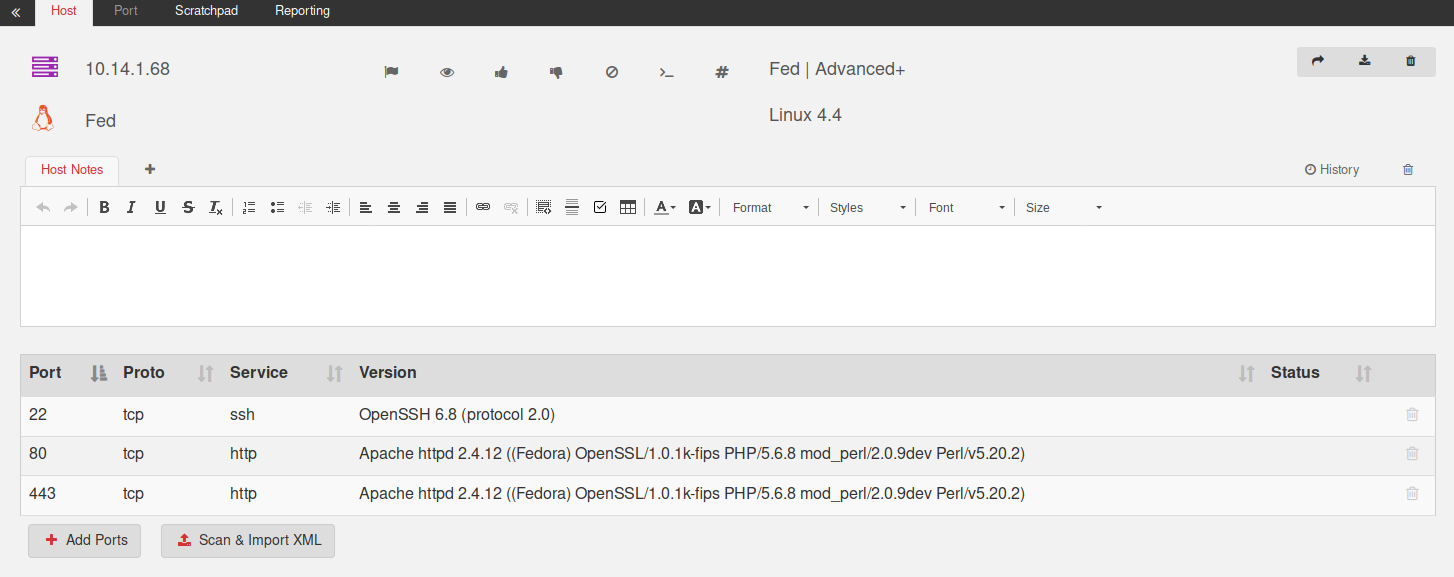 Host Port Scratchpad Reporting
10.14.1.68 Fed | Advanced+
Fed Linux 4.4
Host Notes History
Format Styles Font Size
Port Proto Service Version Status
22 tcp ssh OpenSSH 6.8 (protocol 2.0)
80 tcp http Apache httpd 2.4.12 ((Fedora) OpenSSL/1.0.1k-fips PHP/5.6.8 mod_perl/2.0.9dev Perl/v5.20.2)
443 tcp http Apache httpd 2.4.12 ((Fedora) OpenSSL/1.0.1k-fips PHP/5.6.8 mod_perl/2.0.9dev Perl/v5.20.2)
Add Ports Scan & Import XML